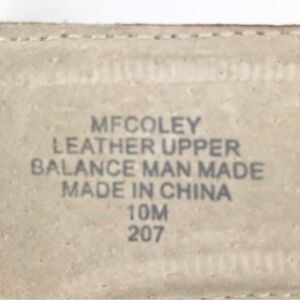 MFCOLEY
LEATHER UPPER
BALANCE MAN MADE
MADE IN CHINA
10M
207